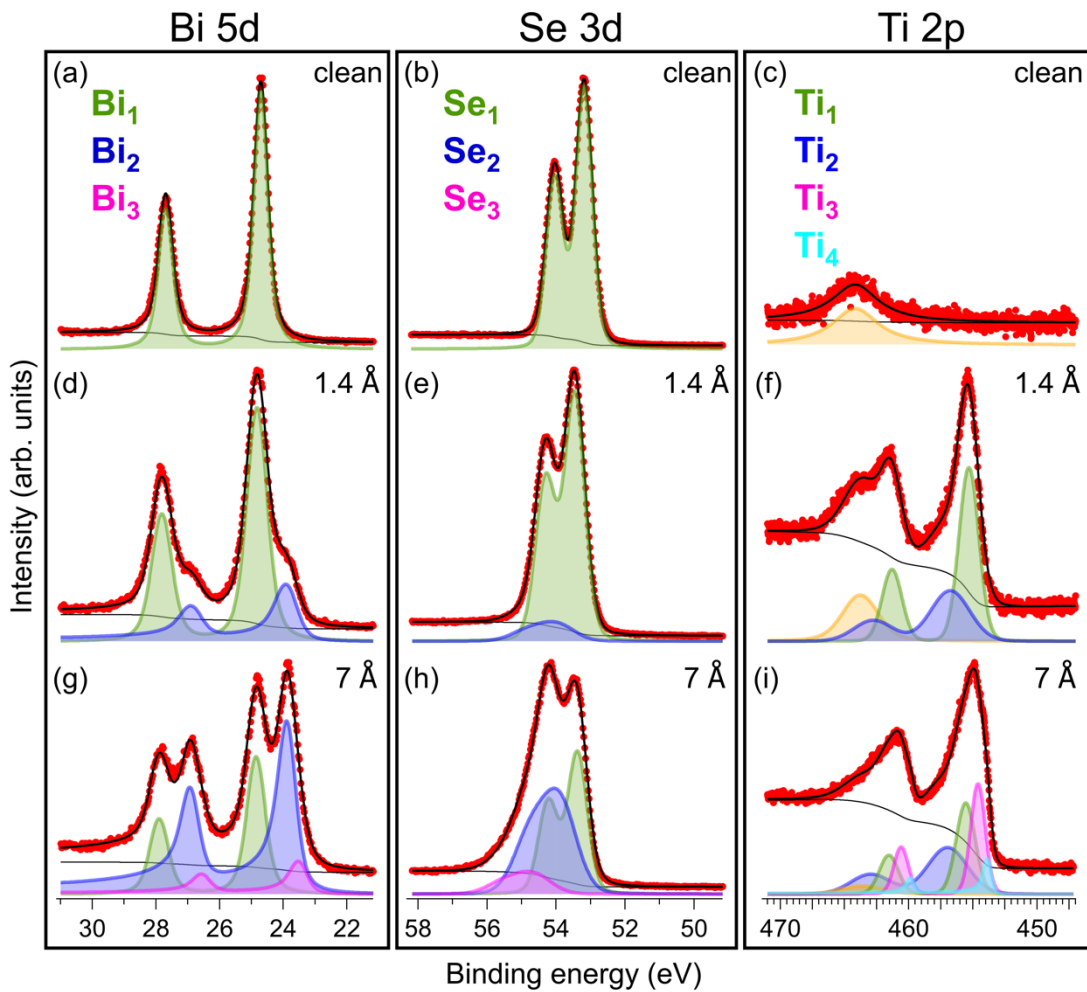 Bi 5d Se 3d Ti 2p
(a) clean (b) clean (c) clean
Bi₁ Se₁ Ti₁
Bi₂ Se₂ Ti₂
Bi₃ Se₃ Ti₃
Ti₄
(d) 1.4 Å (e) 1.4 Å (f) 1.4 Å
(g) 7 Å (h) 7 Å (i) 7 Å
Intensity (arb. units)
30 28 26 24 22 58 56 54 52 50 470 460 450
Binding energy (eV)